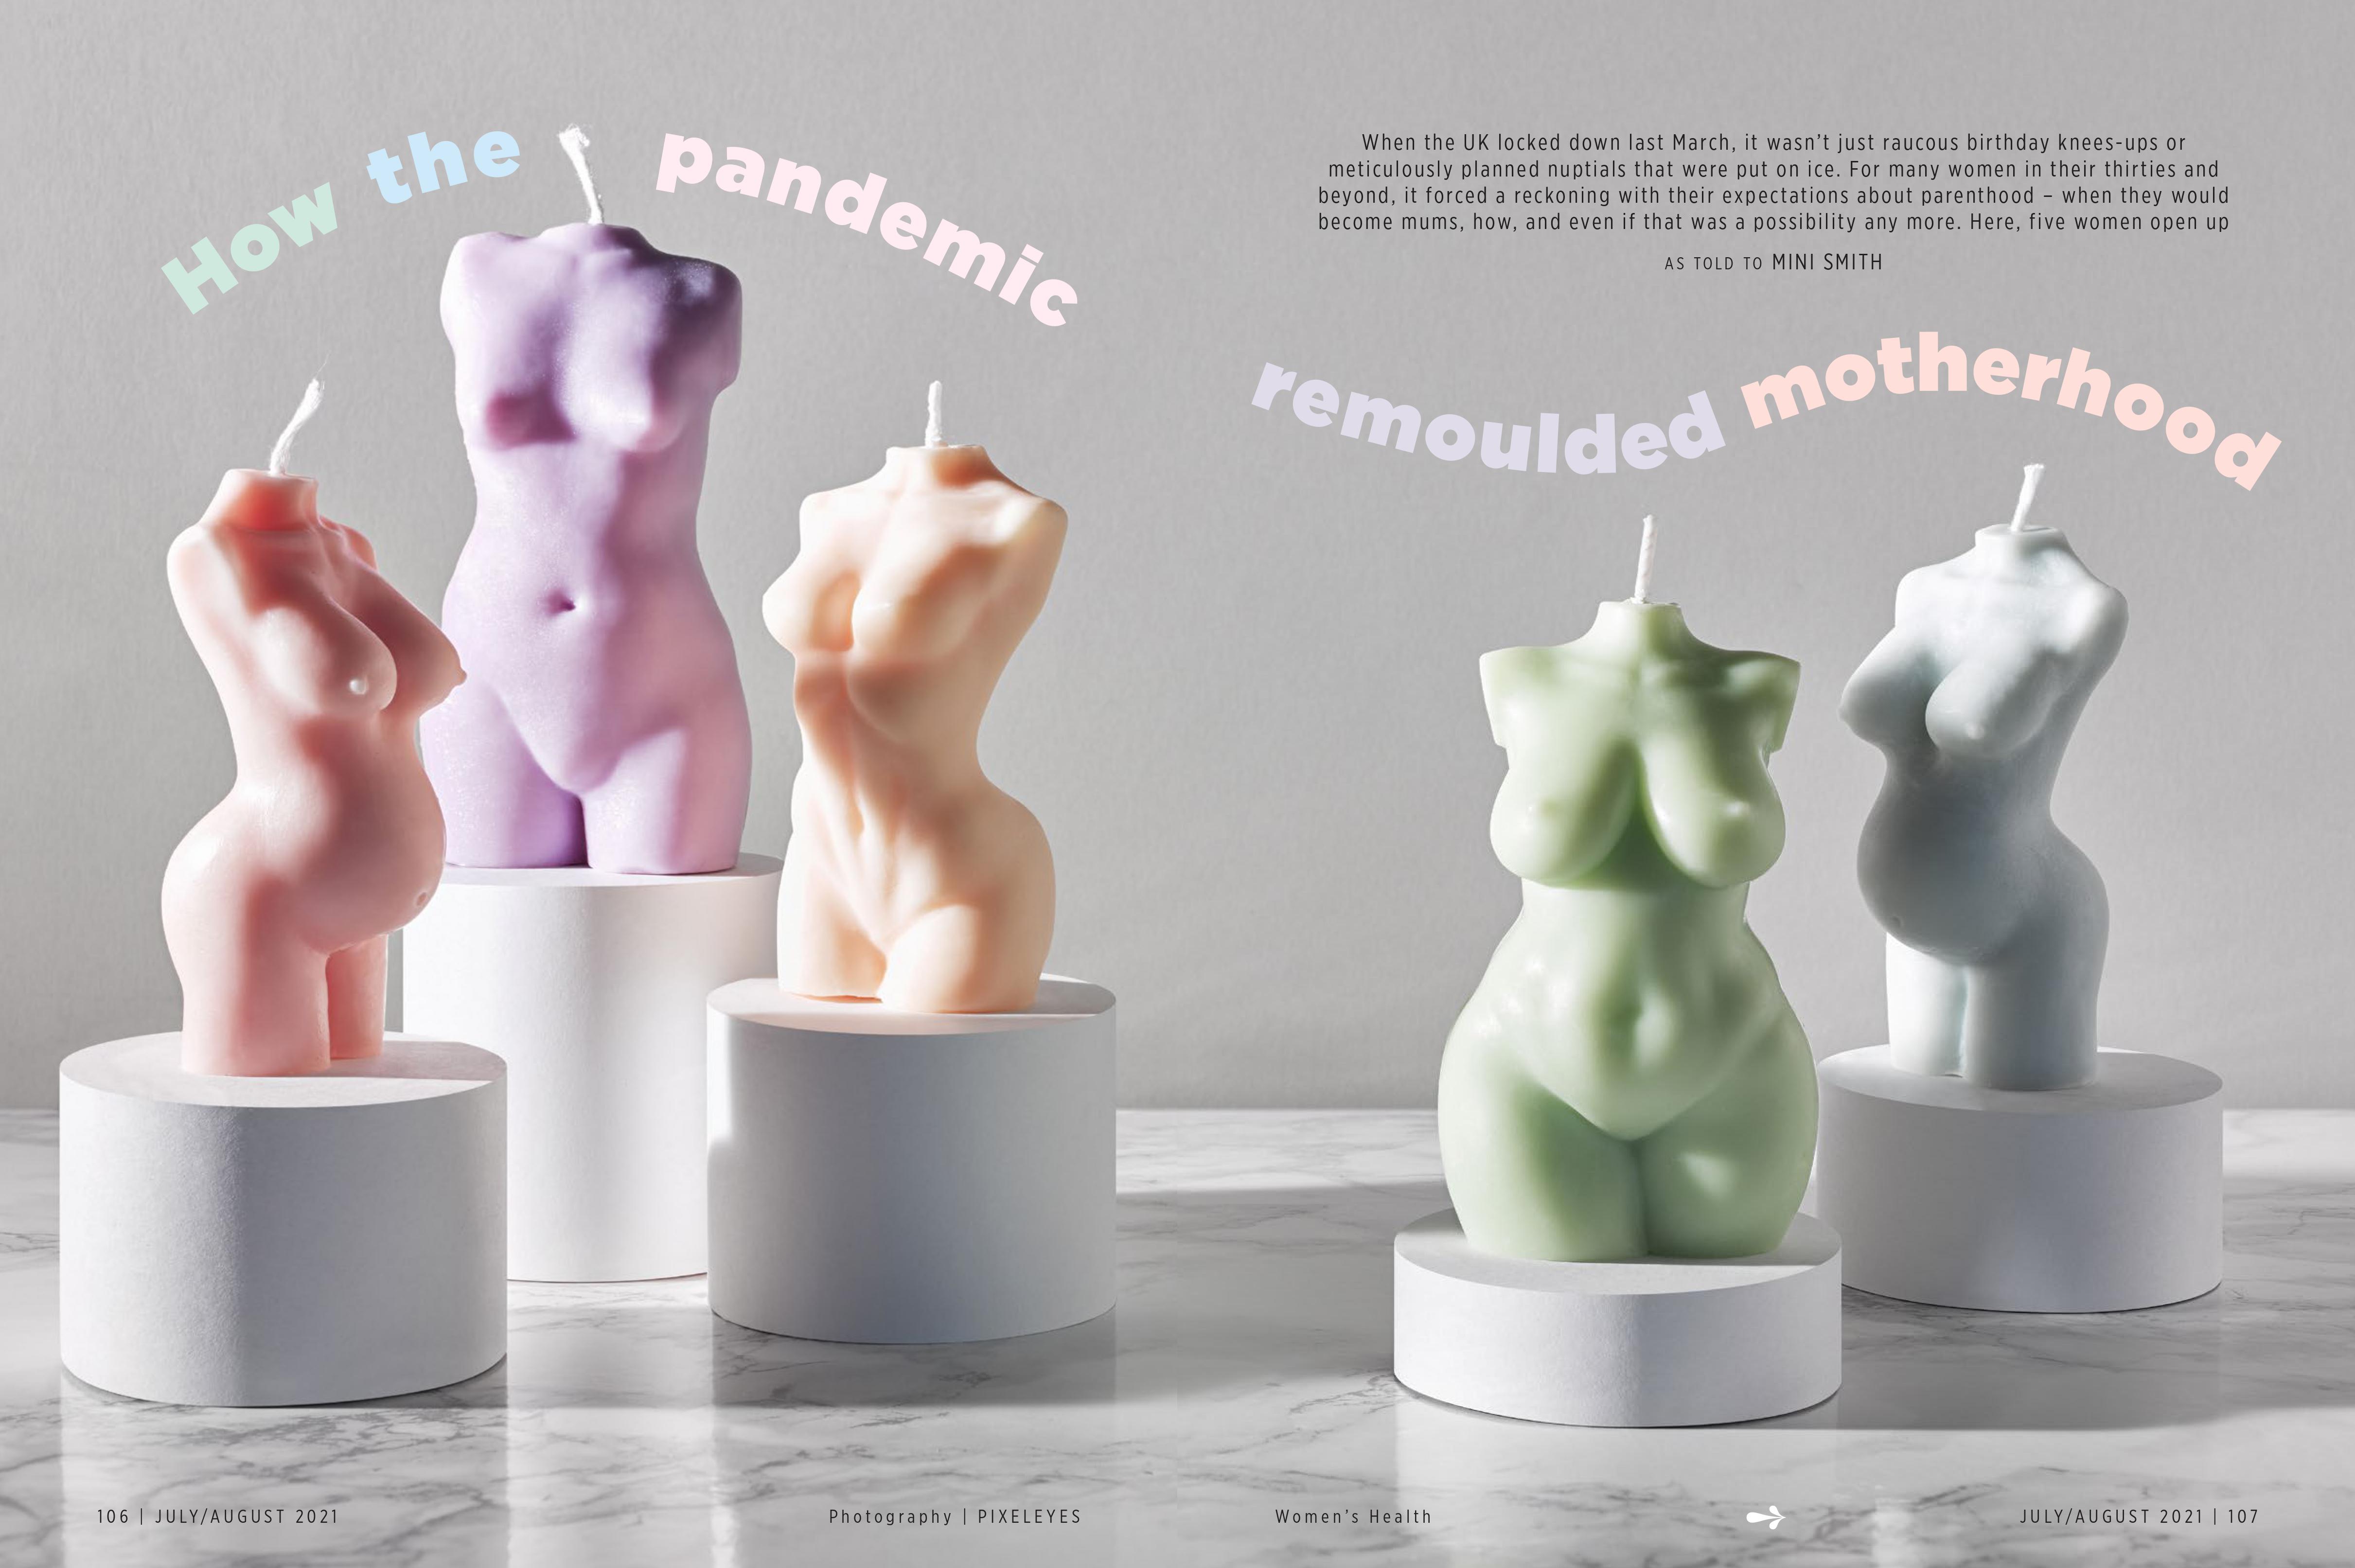 How the pandemic
When the UK locked down last March, it wasn’t just raucous birthday knees-ups or
meticulously planned nuptials that were put on ice. For many women in their thirties and
beyond, it forced a reckoning with their expectations about parenthood – when they would
become mums, how, and even if that was a possibility any more. Here, five women open up
AS TOLD TO MINI SMITH
remoulded motherhood
106 | JULY/AUGUST 2021
Photography | PIXELEYES
Women’s Health
JULY/AUGUST 2021 | 107